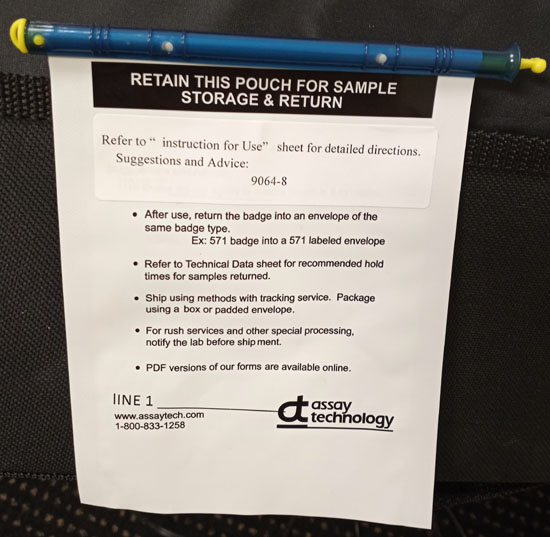 RETAIN THIS POUCH FOR SAMPLE
STORAGE & RETURN
Refer to “ instruction for Use” sheet for detailed directions.
Suggestions and Advice:
9064-8
• After use, return the badge into an envelope of the
same badge type.
Ex: 571 badge into a 571 labeled envelope
• Refer to Technical Data sheet for recommended hold
times for samples returned.
• Ship using methods with tracking service. Package
using a box or padded envelope.
• For rush services and other special processing,
notify the lab before shipment.
• PDF versions of our forms are available online.
lINE 1
www.assaytech.com
1-800-833-1258
assay
technology